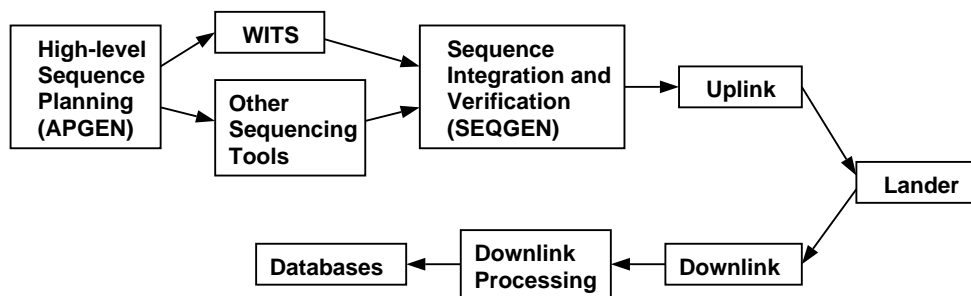 High-level
Sequence
Planning
(APGEN)
WITS
Other
Sequencing
Tools
Sequence
Integration and
Verification
(SEQGEN)
Uplink
Lander
Downlink
Downlink
Processing
Databases